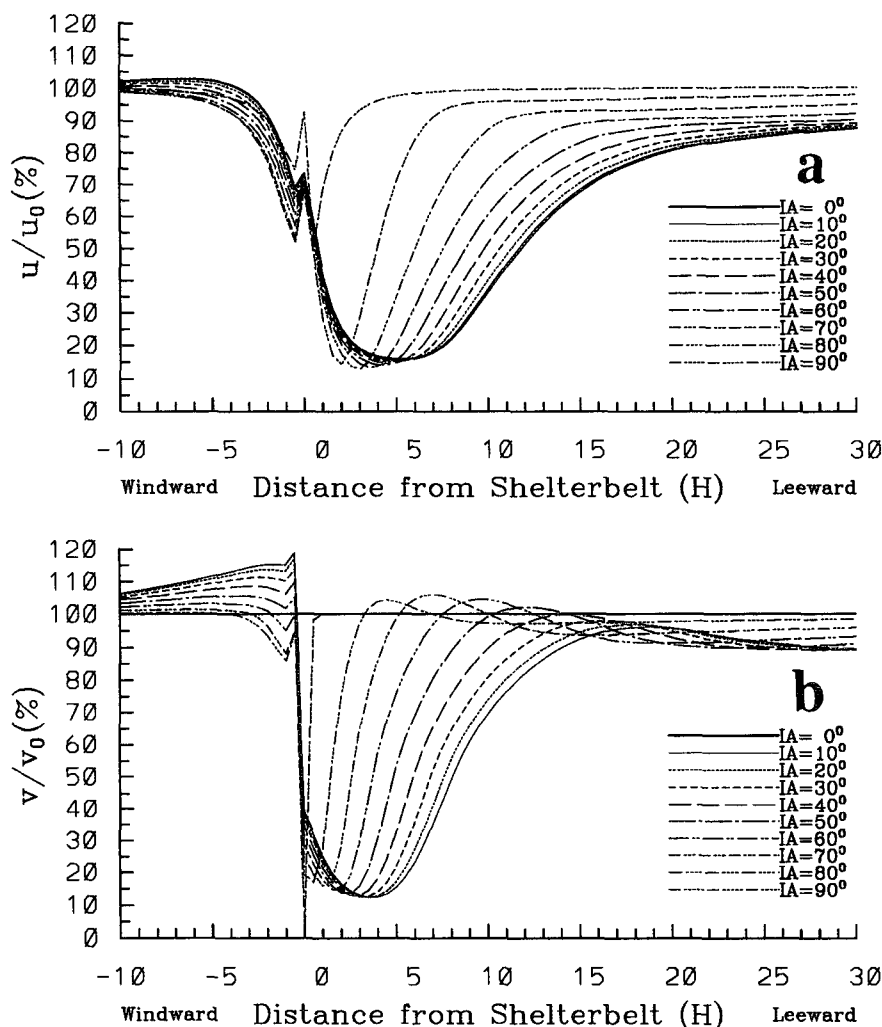 120
110
100
90
80
70
60
50
40
30
20
10
0
u/u0(%)
a
IA= 0°
IA=10°
IA=20°
IA=30°
IA=40°
IA=50°
IA=60°
IA=70°
IA=80°
IA=90°
-10 -5 0 5 10 15 20 25 30
Windward Distance from Shelterbelt (H) Leeward
120
110
100
90
80
70
60
50
40
30
20
10
0
v/v0(%)
b
IA= 0°
IA=10°
IA=20°
IA=30°
IA=40°
IA=50°
IA=60°
IA=70°
IA=80°
IA=90°
-10 -5 0 5 10 15 20 25 30
Windward Distance from Shelterbelt (H) Leeward